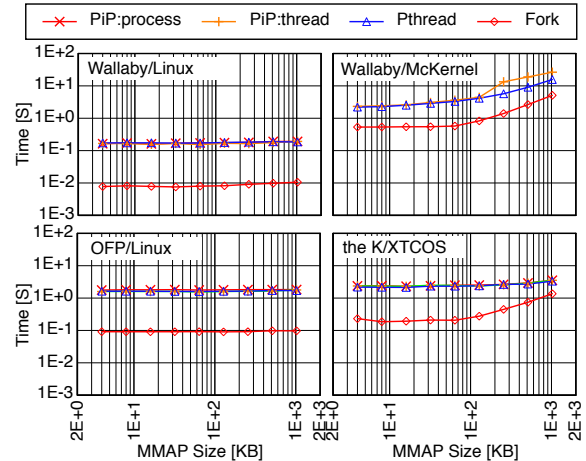 PiP:process PiP:thread Pthread Fork
Wallaby/Linux
Wallaby/McKernel
Time [S]
1E+3
1E+2
1E+1
1E+0
1E-1
1E-2
1E-3
OFP/Linux
the K/XTCOS
Time [S]
1E+2
1E+1
1E+0
1E-1
1E-2
1E-3
2E+0
1E+1
1E+2
1E+3
2E+3
2E+0
1E+1
1E+2
1E+3
2E+3
MMAP Size [KB]
MMAP Size [KB]